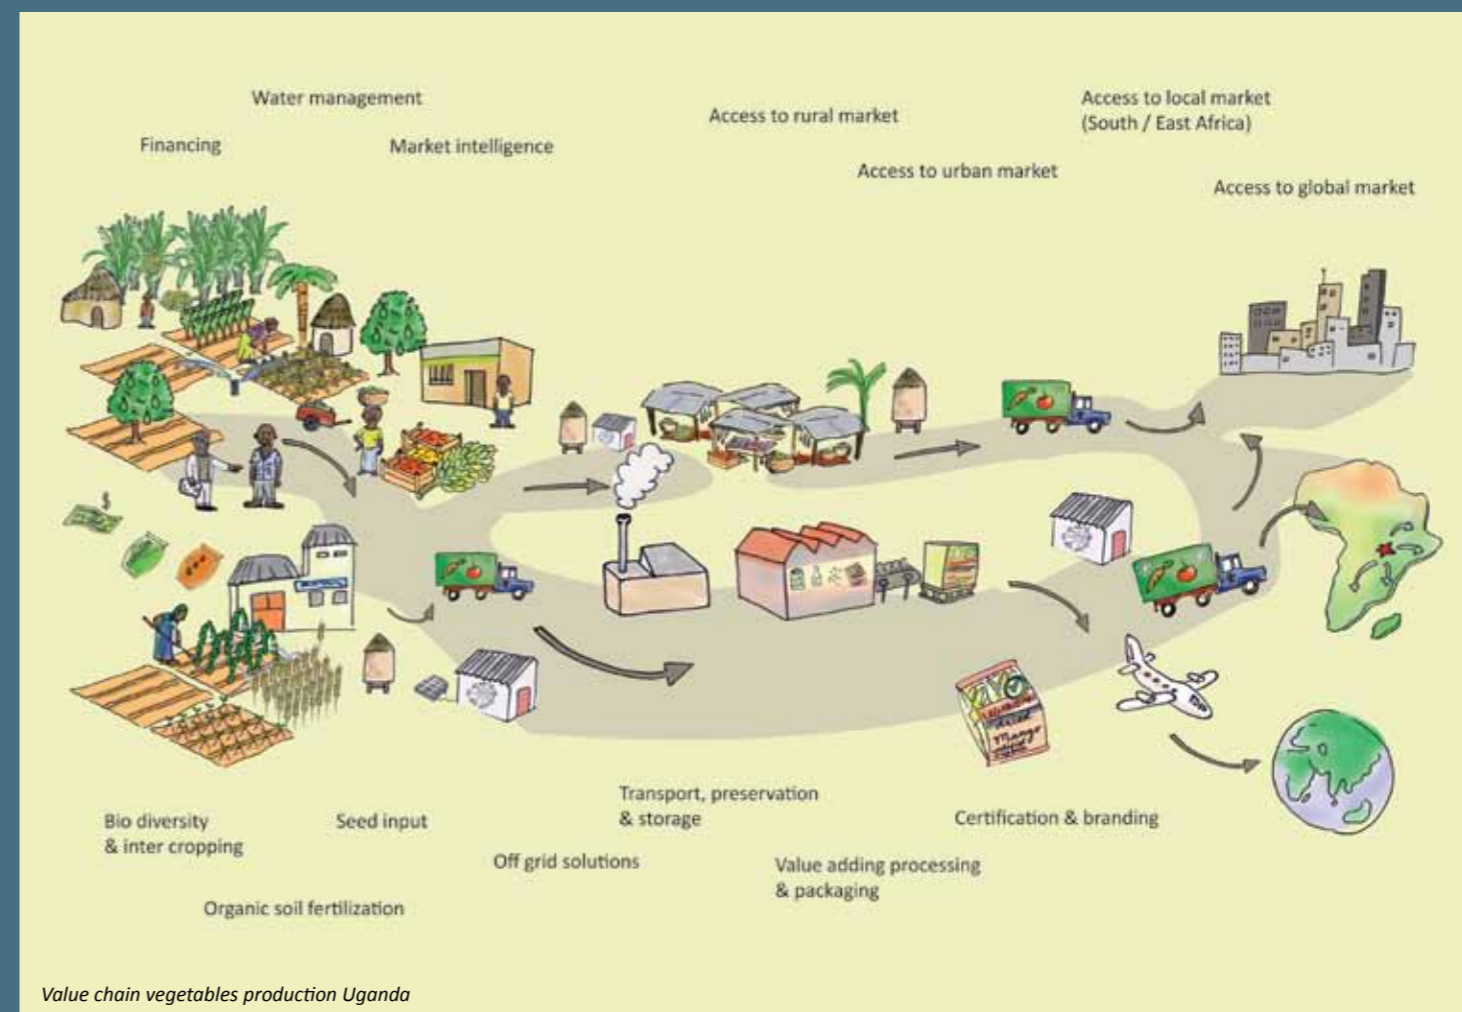 Water management
Financing
Market intelligence
Access to rural market
Access to urban market
Access to local market
(South / East Africa)
Access to global market
$
dried
Mango
Bio diversity
& inter cropping
Seed input
Organic soil fertilization
Off grid solutions
Transport, preservation
& storage
Value adding processing
& packaging
Certification & branding
Value chain vegetables production Uganda